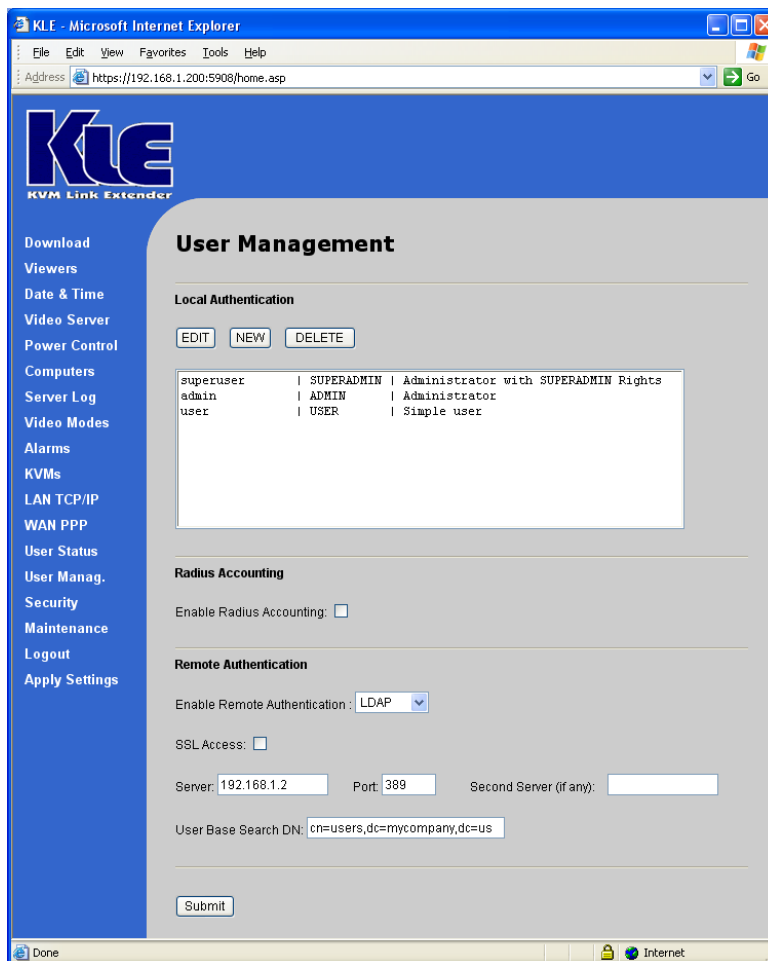 KLE - Microsoft Internet Explorer
File Edit View Favorites Tools Help
Address https://192.168.1.200:5908/home.asp Go
KLE
KVM Link Extender
Download
Viewers
Date & Time
Video Server
Power Control
Computers
Server Log
Video Modes
Alarms
KVMs
LAN TCP/IP
WAN PPP
User Status
User Manag.
Security
Maintenance
Logout
Apply Settings
User Management
Local Authentication
EDIT NEW DELETE
superuser | SUPERADMIN | Administrator with SUPERADMIN Rights
admin | ADMIN | Administrator
user | USER | Simple user
Radius Accounting
Enable Radius Accounting:
Remote Authentication
Enable Remote Authentication : LDAP
SSL Access:
Server: 192.168.1.2 Port: 389 Second Server (if any):
User Base Search DN: cn=users,dc=mycompany,dc=us
Submit
Done Internet